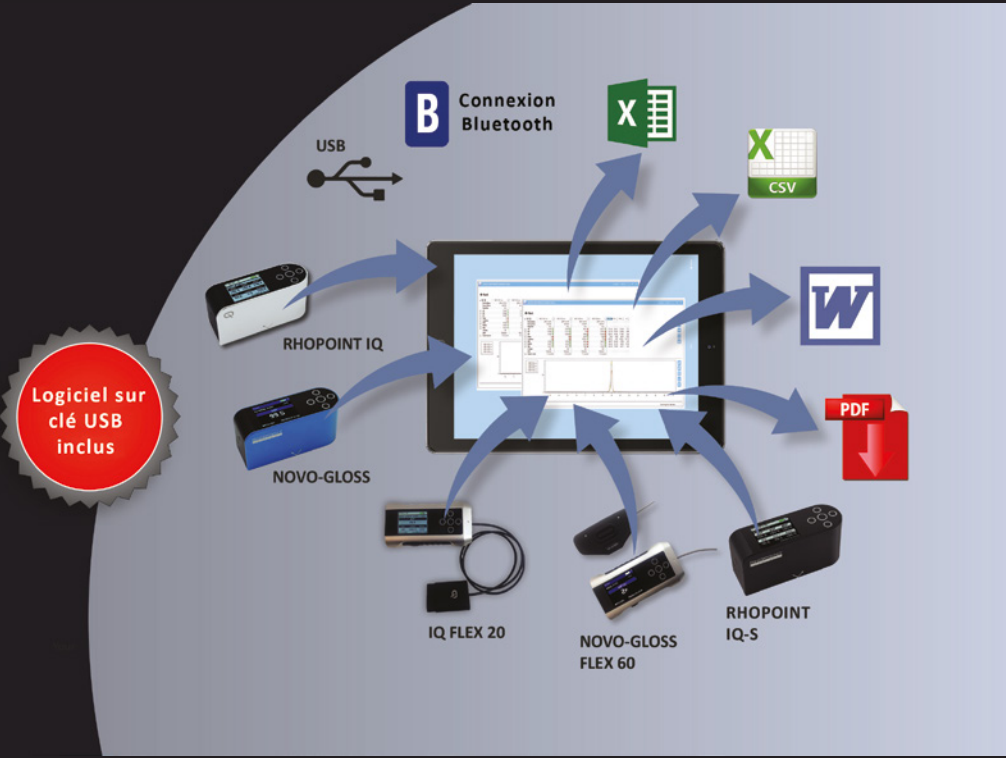 B
Connexion
Bluetooth
USB
X
X
CSV
W
PDF
RHOPOINT IQ
Logiciel sur
clé USB
inclus
NOVO-GLOSS
IQ FLEX 20
NOVO-GLOSS
FLEX 60
RHOPOINT
IQ-S